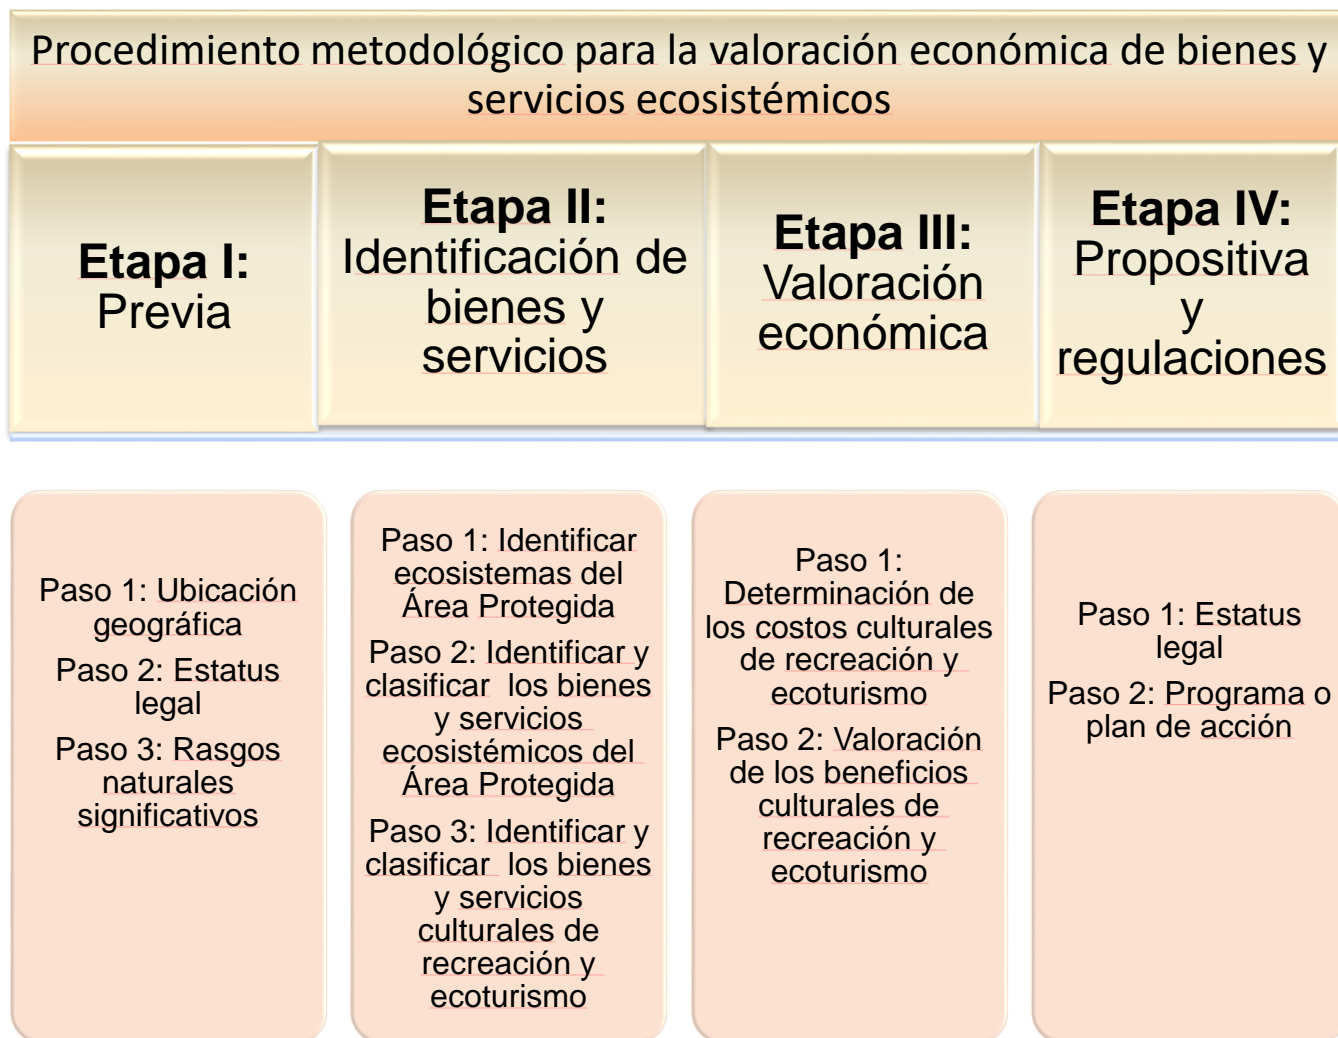 Procedimiento metodológico para la valoración económica de bienes y
servicios ecosistémicos
Etapa I:
Previa
Etapa II:
Identificación de
bienes y
servicios
Etapa III:
Valoración
económica
Etapa IV:
Propositiva
y
regulaciones
Paso 1: Ubicación
geográfica
Paso 2: Estatus
legal
Paso 3: Rasgos
naturales
significativos
Paso 1: Identificar
ecosistemas del
Área Protegida
Paso 2: Identificar y
clasificar los bienes
y servicios
ecosistémicos del
Área Protegida
Paso 3: Identificar y
clasificar los bienes
y servicios
culturales de
recreación y
ecoturismo
Paso 1:
Determinación de
los costos culturales
de recreación y
ecoturismo
Paso 2: Valoración
de los beneficios
culturales de
recreación y
ecoturismo
Paso 1: Estatus
legal
Paso 2: Programa o
plan de acción